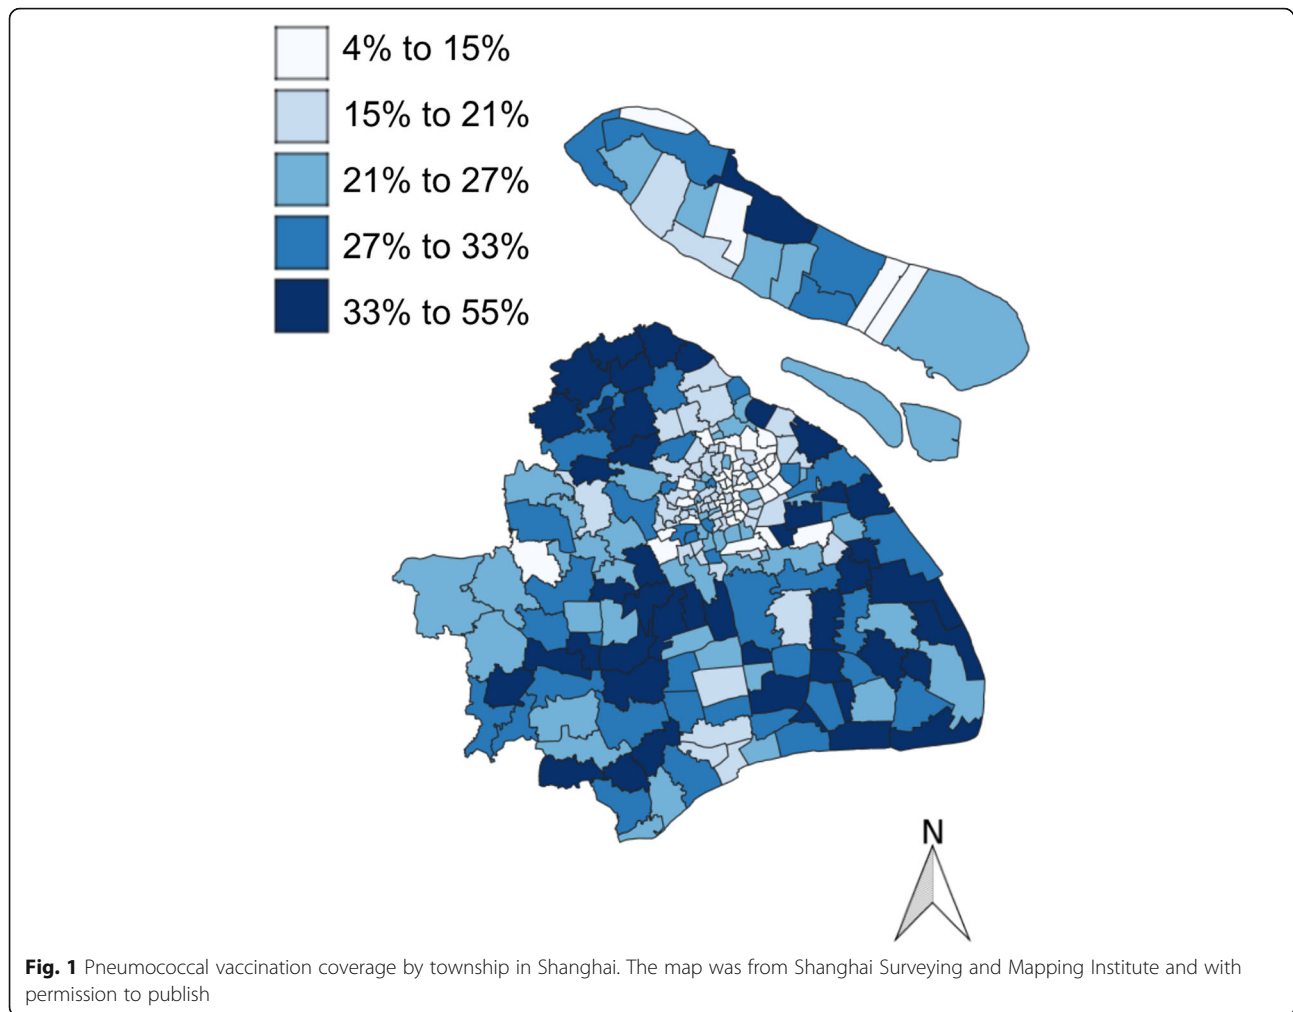 4% to 15%
15% to 21%
21% to 27%
27% to 33%
33% to 55%
N
Fig. 1 Pneumococcal vaccination coverage by township in Shanghai. The map was from Shanghai Surveying and Mapping Institute and with
permission to publish